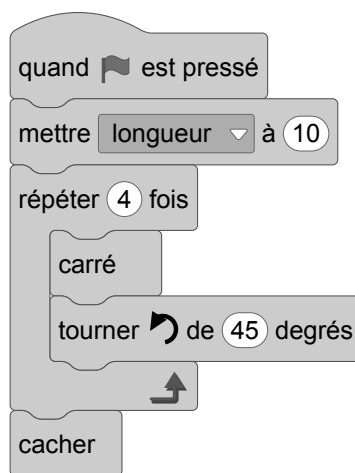 quand est pressé
mettre longueur à 10
répéter 4 fois
carré
tourner de 45 degrés
cacher